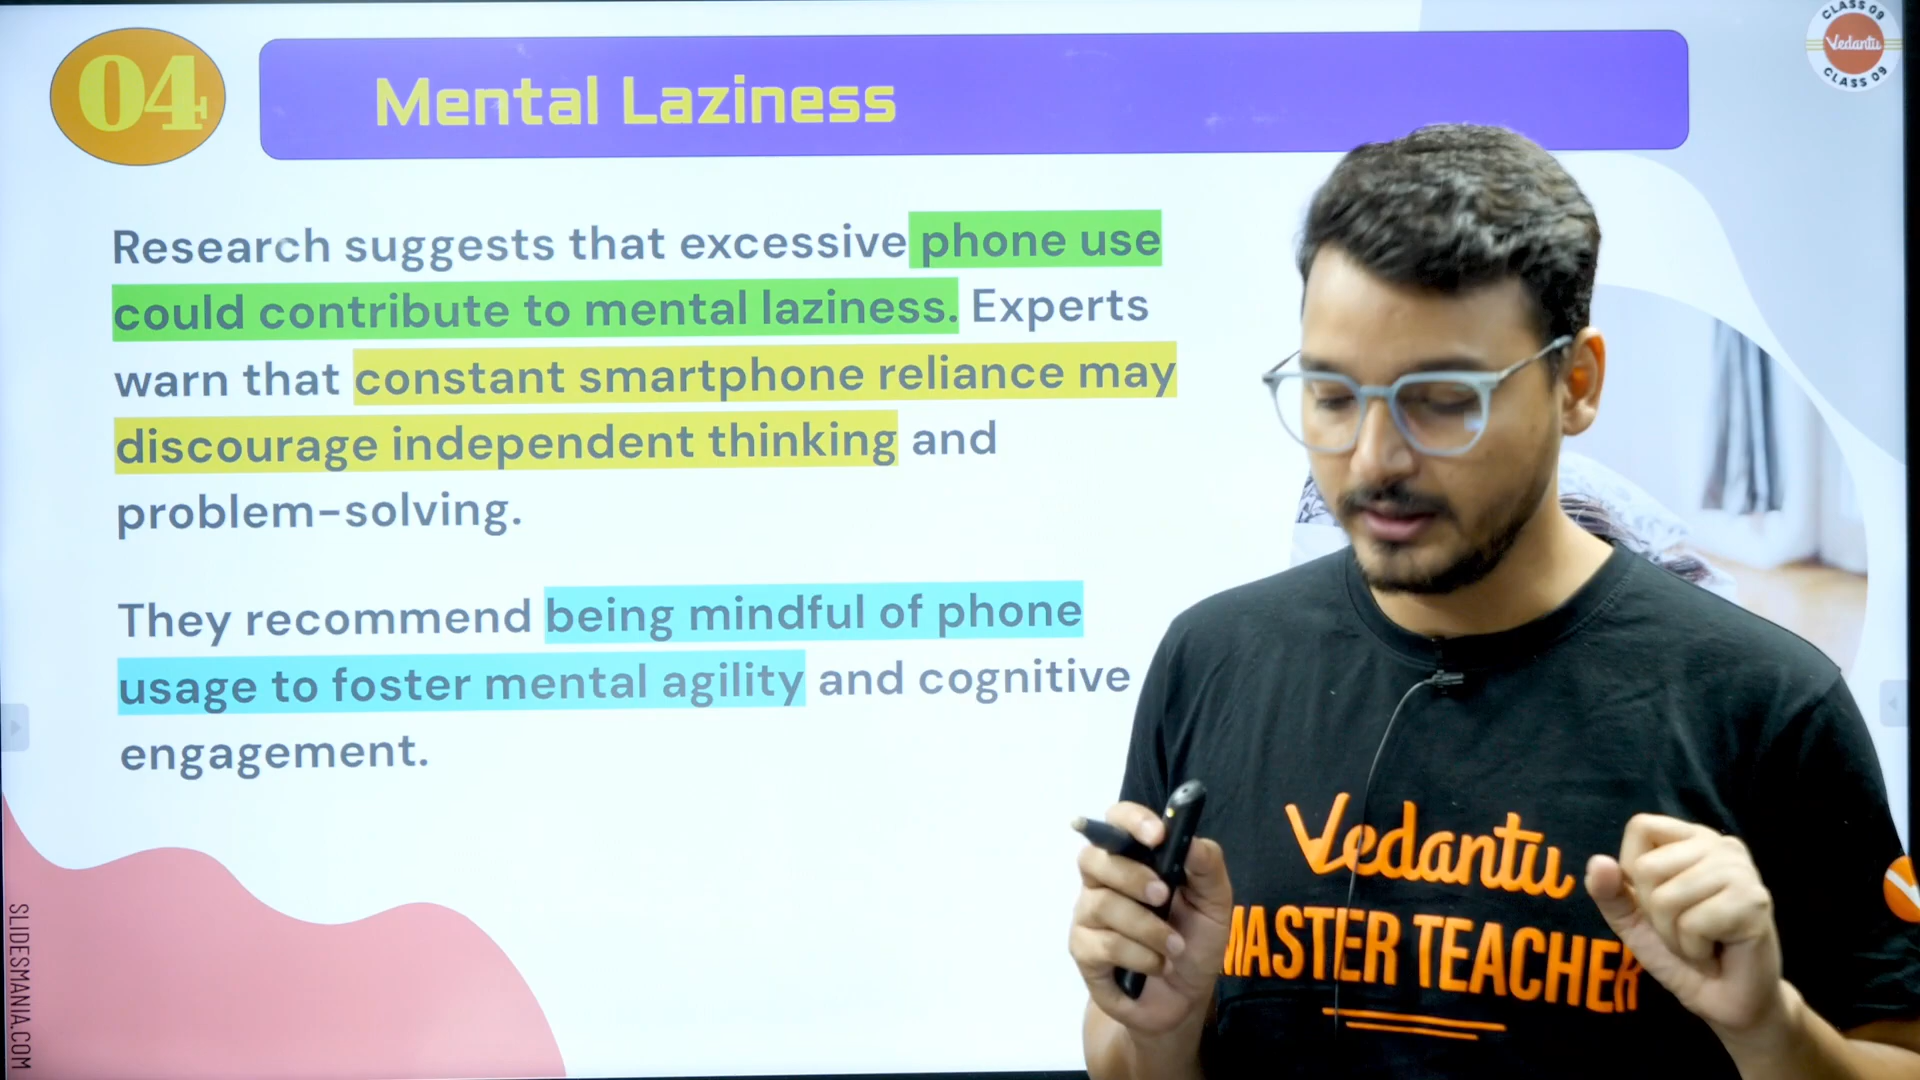 04
Mental Laziness
CLASS 09
Vedantu
CLASS 09
Research suggests that excessive phone use
could contribute to mental laziness. Experts
warn that constant smartphone reliance may
discourage independent thinking and
problem-solving.
They recommend being mindful of phone
usage to foster mental agility and cognitive
engagement.
SLIDESMANIA.COM
Vedantu
MASTER TEACHER